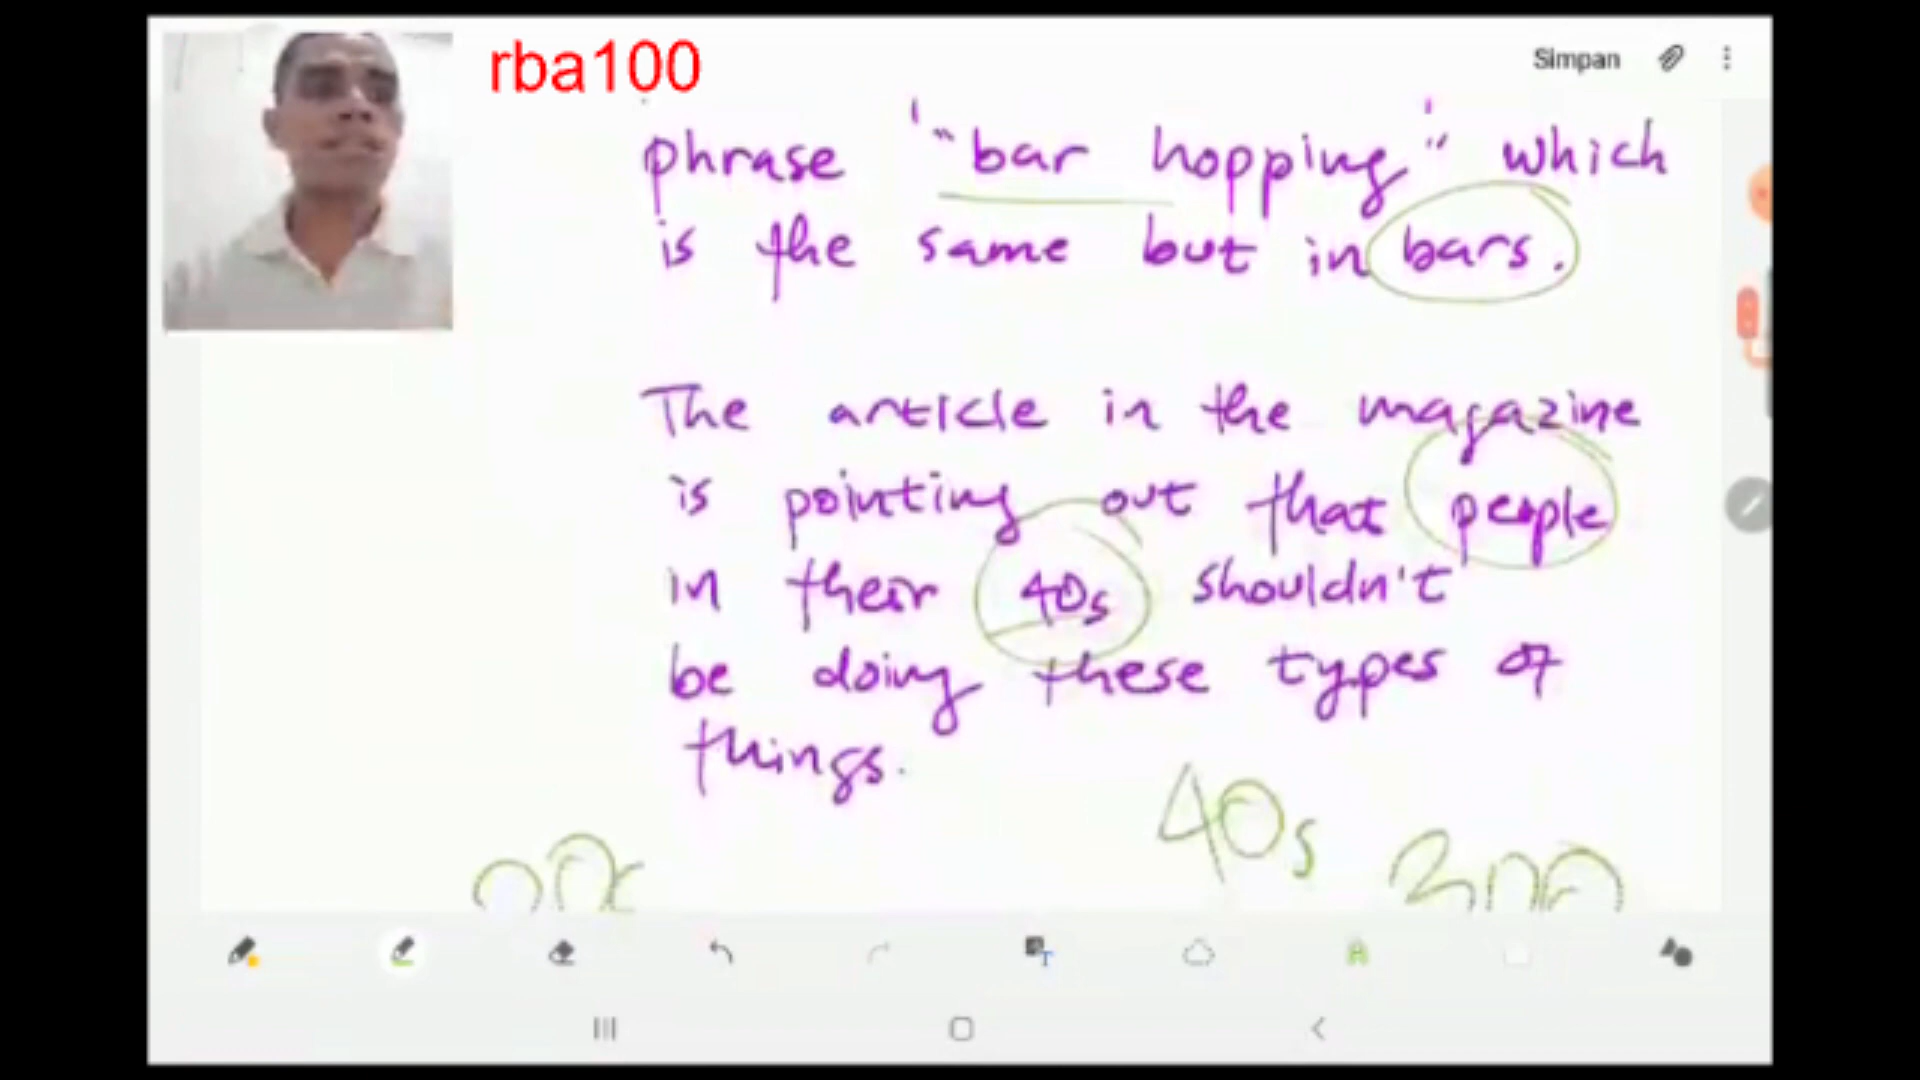 rba100
Simpan
phrase '"bar hopping"' which
is the same but in bars.
The article in the magazine
is pointing out that people
in their 40s shouldn't
be doing these types of
things.
40s